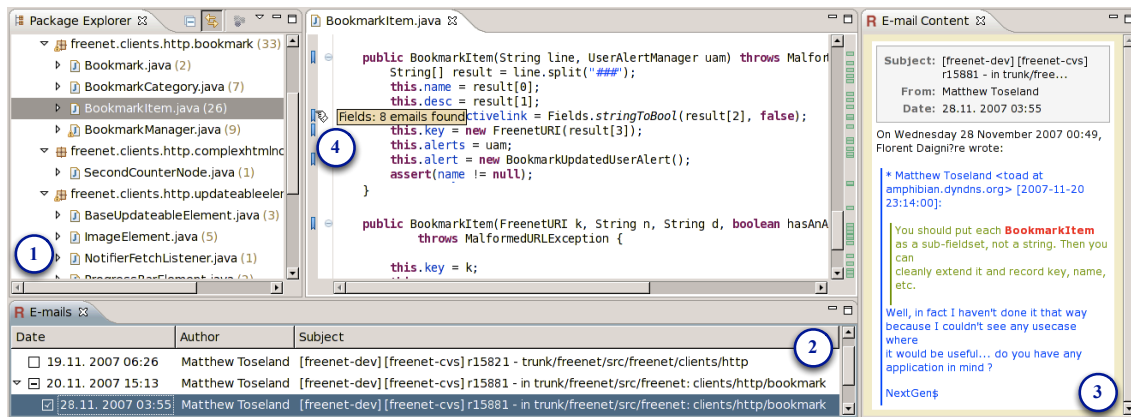 Package Explorer
freenet.clients.http.bookmark (33)
Bookmark.java (2)
BookmarkCategory.java (7)
BookmarkItem.java (26)
BookmarkManager.java (9)
freenet.clients.http.complexhtmlnc
SecondCounterNode.java (1)
freenet.clients.http.updateableelem
BaseUpdateableElement.java (3)
ImageElement.java (5)
NotifierFetchListener.java (1)
ProgressBarElement.java (2)
1
BookmarkItem.java
public BookmarkItem(String line, UserAlertManager uam) throws Malform
String[] result = line.split("###");
this.name = result[0];
this.desc = result[1];
Fields: 8 emails found
ctivelink = Fields.stringToBool(result[2], false);
this.key = new FreenetURI(result[3]);
this.alerts = uam;
this.alert = new BookmarkUpdatedUserAlert();
assert(name != null);
}
4
public BookmarkItem(FreenetURI k, String n, String d, boolean hasAnA
throws MalformedURLException {
this.key = k;
E-mails
Date Author Subject
19.11. 2007 06:26 Matthew Toseland [freenet-dev] [freenet-cvs] r15821 - trunk/freenet/src/freenet/clients/http
20.11. 2007 15:13 Matthew Toseland [freenet-dev] [freenet-cvs] r15881 - in trunk/freenet/src/freenet: clients/http/bookmark
28.11. 2007 03:55 Matthew Toseland [freenet-dev] [freenet-cvs] r15881 - in trunk/freenet/src/freenet: clients/http/bookmark
2
R E-mail Content
Subject: [freenet-dev] [freenet-cvs]
r15881 - in trunk/free...
From: Matthew Toseland
Date: 28.11. 2007 03:55
On Wednesday 28 November 2007 00:49,
Florent Daigni?re wrote:
* Matthew Toseland <toad at
amphibian.dyndns.org> [2007-11-20
23:14:00]:
You should put each BookmarkItem
as a sub-fieldset, not a string. Then you
can
cleanly extend it and record key, name,
etc.
Well, in fact I haven't done it that way
because I couldn't see any usecase
where
it would be useful... do you have any
application in mind ?
NextGen$
3